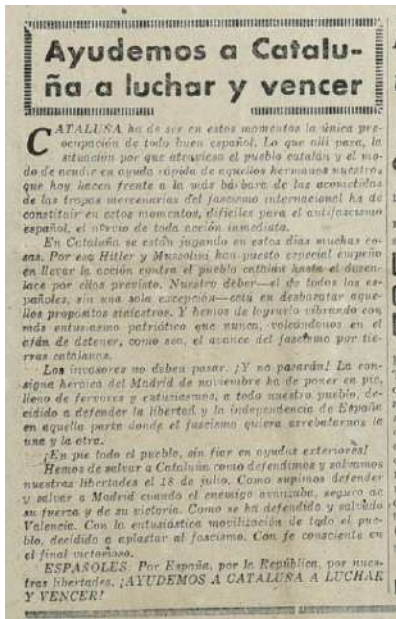 Ayudemos a Catalu-
ña a luchar y vencer
CATALUÑA ha de ser en estos momentos la única pre-
ocupación de todo buen español. Lo que allí pasa, la
situación por que atraviesa el pueblo catalán y el mo-
do de acudir en ayuda rápida de aquellos hermanos nuestros
que hoy hacen frente a la más bárbara de las acometidas
de las tropas mercenarias del fascismo internacional ha de
constituir en estos momentos, difíciles para el antifascismo
español, el nervio de toda acción inmediata.
En Cataluña se están jugando en estos días muchas co-
sas. Por eso Hitler y Mussolini han puesto especial empeño
en llevar la acción contra el pueblo catalán hasta el desen-
lace por ellos previsto. Nuestro deber—el de todos los es-
pañoles, sin una sola excepción—está en desbaratar aque-
llos propósitos siniestros. Y hemos de lograrlo vibrando con
más entusiasmo patriótico que nunca, volcándonos en el
afán de detener, como sea, el avance del fascismo por tie-
rras catalanas.
Los invasores no deben pasar. ¡Y no pasarán! La con-
signa heroica del Madrid de noviembre ha de poner en pie,
lleno de fervores y entusiasmos, a todo nuestro pueblo, de-
cidido a defender la libertad y la independencia de España
en aquella parte donde el fascismo quiera arrebatarnos la
una y la otra.
¡En pie todo el pueblo, sin fiar en ayudas exteriores!
Hemos de salvar a Cataluña como defendimos y salvamos
nuestras libertades el 18 de julio. Como supimos defender
y salvar a Madrid cuando el enemigo avanzaba, seguro de
su fuerza y de su victoria. Como se ha defendido y salvado
Valencia. Con la entusiástica movilización de todo el pue-
blo, decidido a aplastar al fascismo. Con fe consciente en
el final victorioso.
ESPAÑOLES. Por España, por la República, por nues-
tras libertades. ¡AYUDEMOS A CATALUÑA A LUCHAR
Y VENCER!